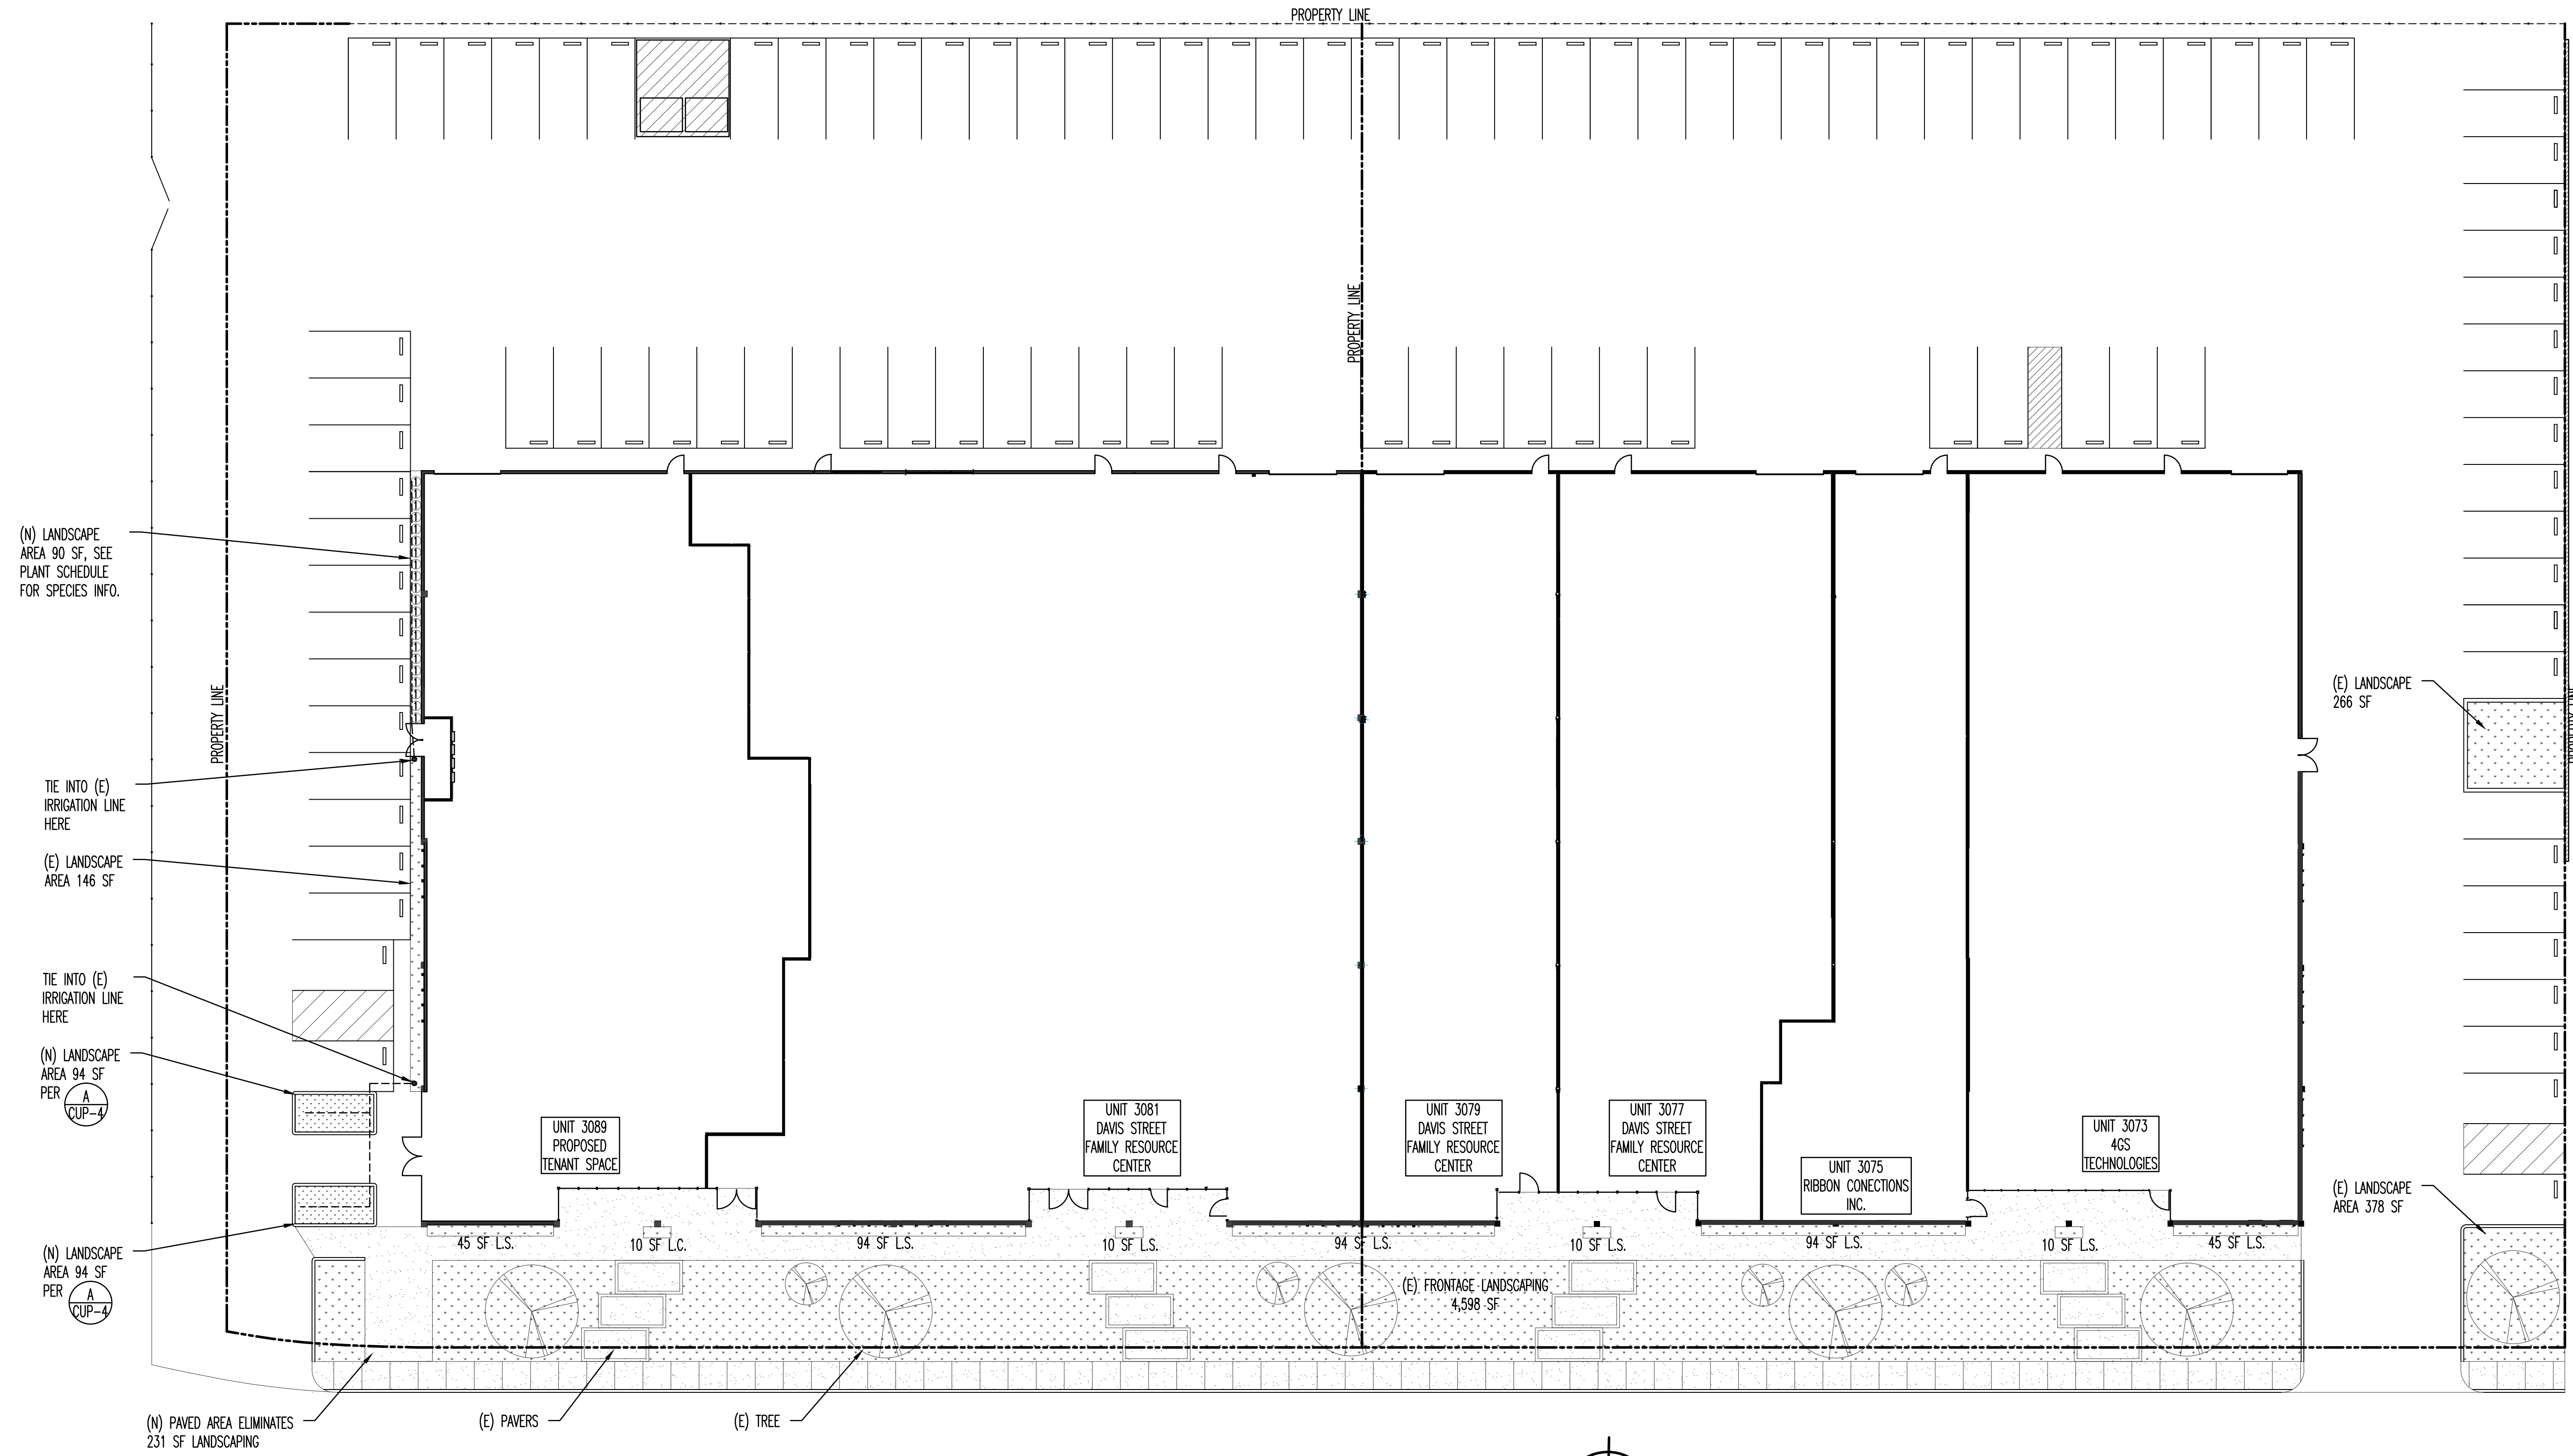 PROPERTY LINE
PROPERTY LINE
(N) LANDSCAPE
AREA 90 SF, SEE
PLANT SCHEDULE
FOR SPECIES INFO.
PROPERTY LINE
(E) LANDSCAPE
266 SF
TIE INTO (E)
IRRIGATION LINE
HERE
(E) LANDSCAPE
AREA 146 SF
TIE INTO (E)
IRRIGATION LINE
HERE
(N) LANDSCAPE
AREA 94 SF
PER
A
CUP-4
UNIT 3089
PROPOSED
TENANT SPACE
UNIT 3081
DAVIS STREET
FAMILY RESOURCE
CENTER
UNIT 3079
DAVIS STREET
FAMILY RESOURCE
CENTER
UNIT 3077
DAVIS STREET
FAMILY RESOURCE
CENTER
UNIT 3075
RIBBON CONECTIONS
INC.
UNIT 3073
4GS
TECHNOLOGIES
(E) LANDSCAPE
AREA 378 SF
(N) LANDSCAPE
AREA 94 SF
PER
A
CUP-4
45 SF L.S.
10 SF L.C.
94 SF L.S.
10 SF L.S.
94 SF L.S.
10 SF L.S.
94 SF L.S.
10 SF L.S.
45 SF L.S.
(E) FRONTAGE LANDSCAPING
4,598 SF
(N) PAVED AREA ELIMINATES
231 SF LANDSCAPING
(E) PAVERS
(E) TREE